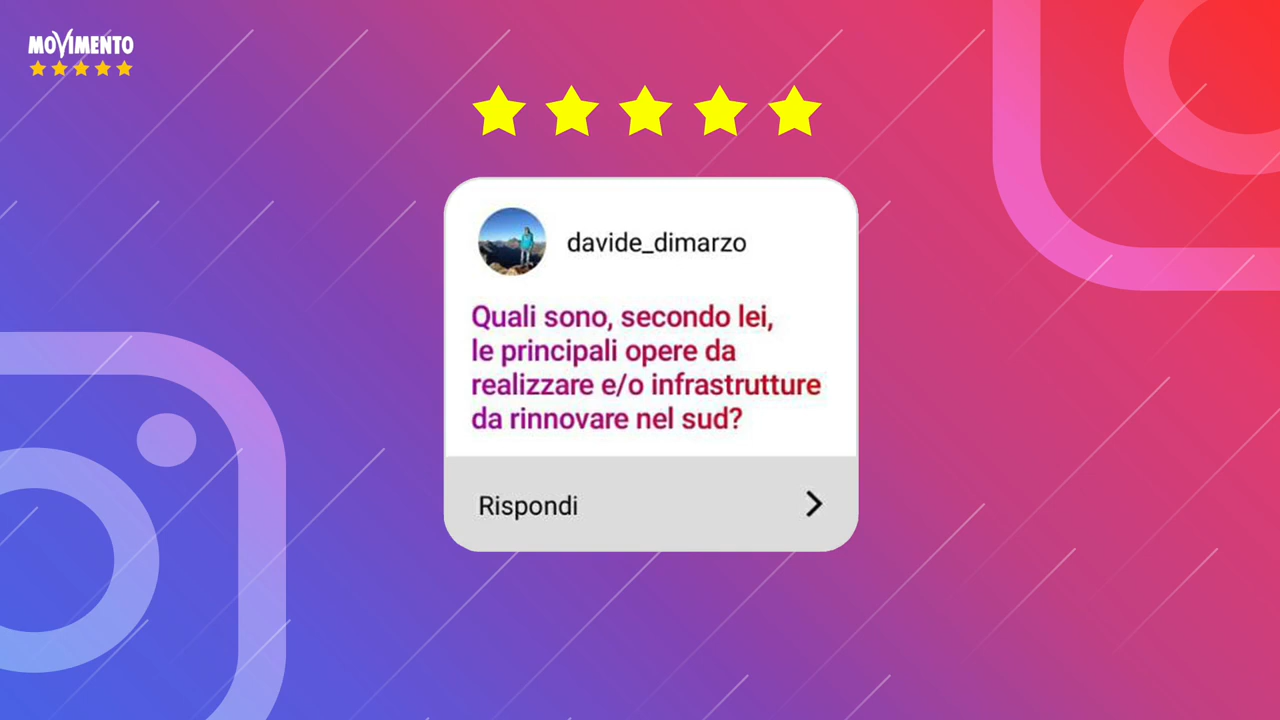 MOVIMENTO
davide_dimarzo
Quali sono, secondo lei,
le principali opere da
realizzare e/o infrastrutture
da rinnovare nel sud?
Rispondi